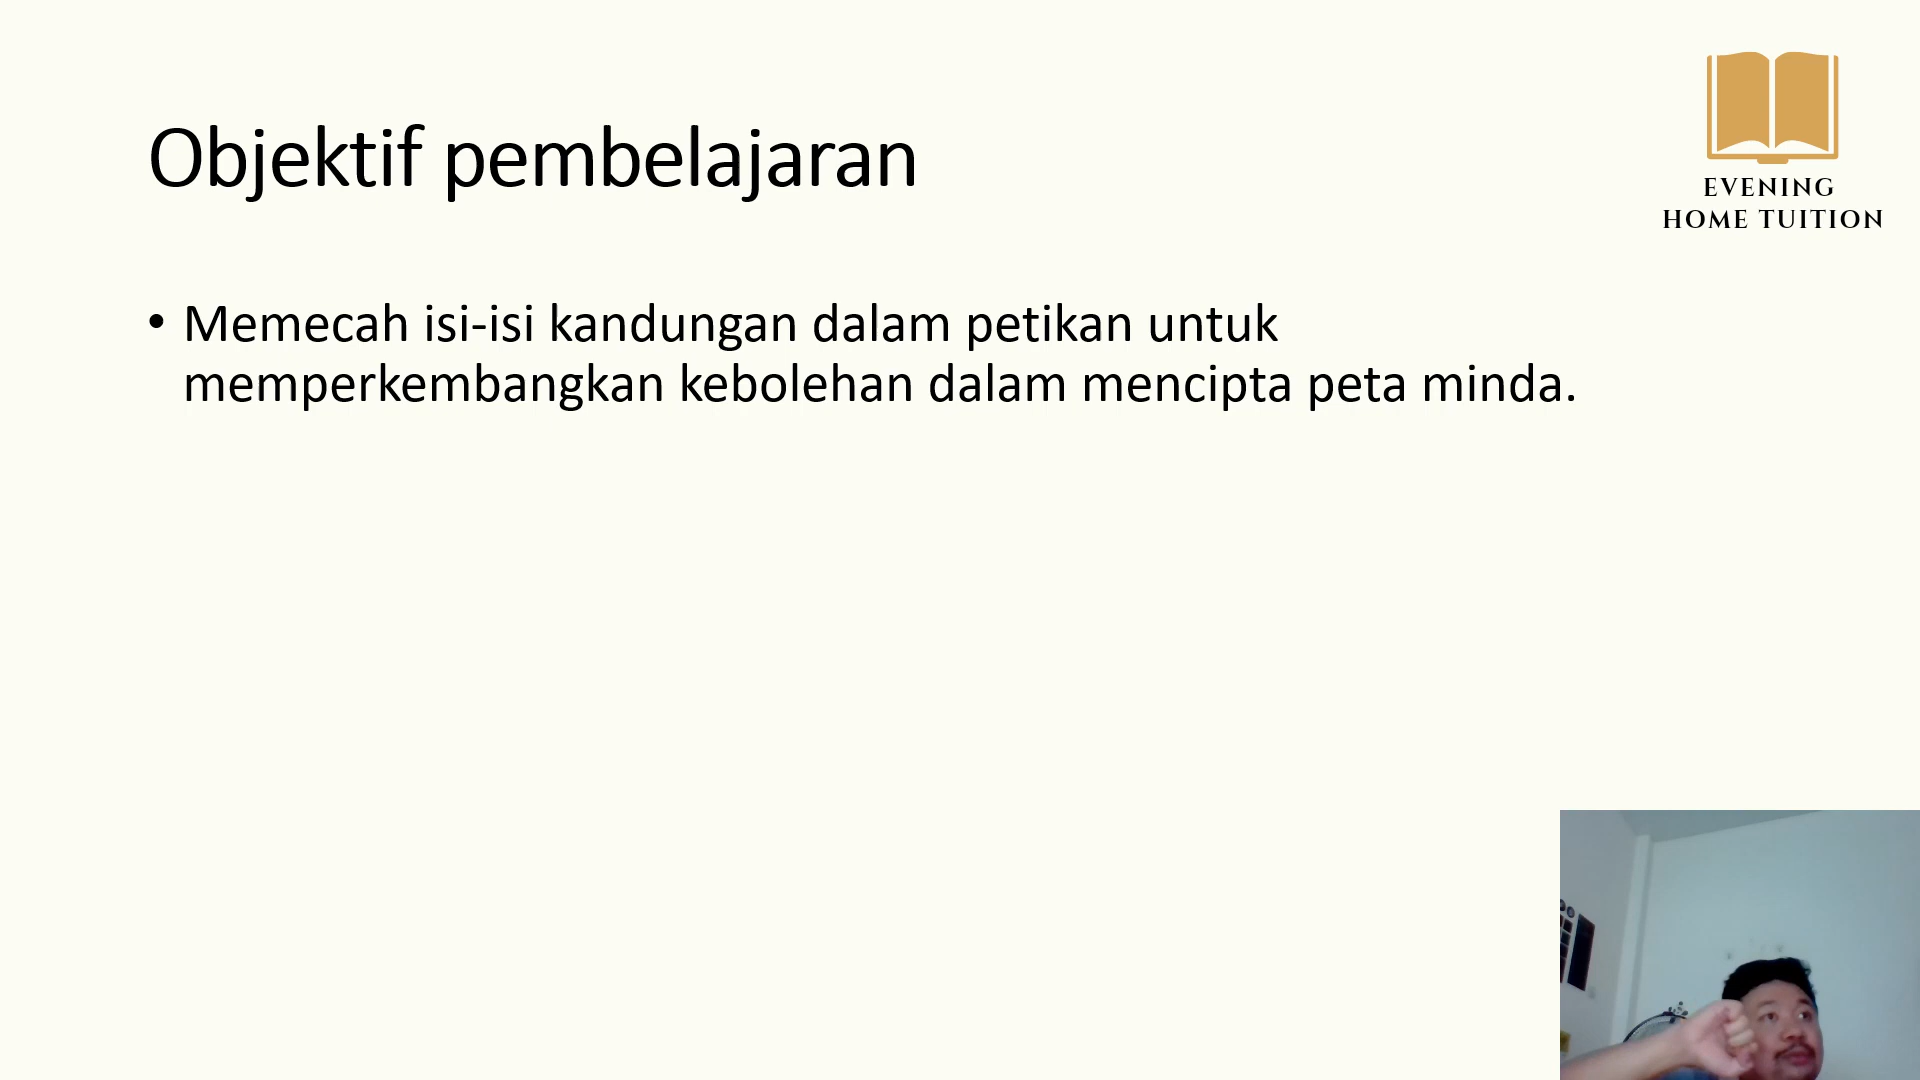 Objektif pembelajaran
EVENING
HOME TUITION
• Memecah isi-isi kandungan dalam petikan untuk
memperkembangkan kebolehan dalam mencipta peta minda.